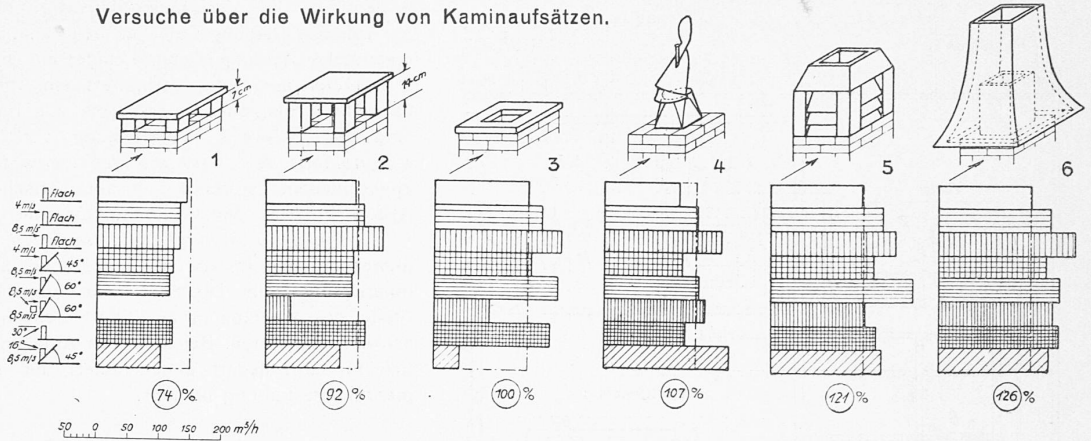 Versuche über die Wirkung von Kaminaufsätzen.
7 cm
14 cm
1
2
3
4
5
6
flach
4 m/s
flach
8,5 m/s
flach
4 m/s
45°
8,5 m/s
60°
8,5 m/s
60°
8,5 m/s
30°
16°
8,5 m/s
45°
74 %
92 %
100 %
107 %
121 %
126 %
50 0 50 100 150 200 m³/h